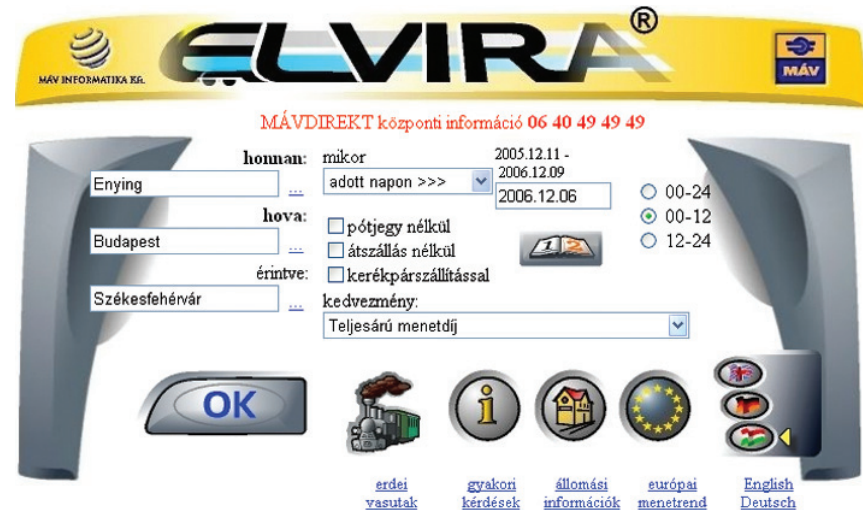 ELVIRA®
MÁV INFORMATIKA Kft.
MÁV
MÁVDIREKT központi információ 06 40 49 49 49
honnan:
Enying
...
hova:
Budapest
...
érintve:
Székesfehérvár
...
mikor
adott napon >>>
2005.12.11 -
2006.12.09
2006.12.06
pótjegy nélkül
átszállás nélkül
kerékpárszállítással
kedvezmény:
Teljesárú menetdíj
1 2
00-24
00-12
12-24
OK
i
erdei
vasutak
gyakori
kérdések
állomási
információk
európai
menetrend
English
Deutsch